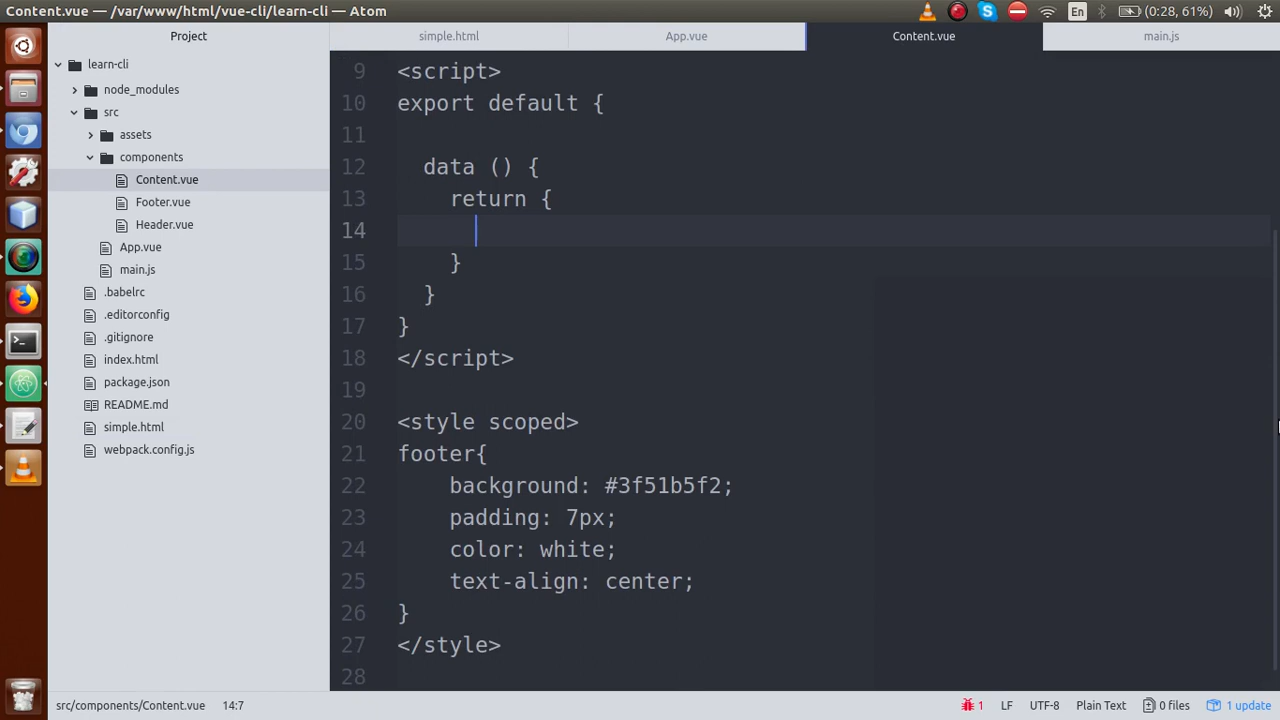 Content.vue — /var/www/html/vue-cli/learn-cli — Atom
En
(0:28, 61%)
Project
simple.html
App.vue
Content.vue
main.js
learn-cli
node_modules
src
assets
components
Content.vue
Footer.vue
Header.vue
App.vue
main.js
.babelrc
.editorconfig
.gitignore
index.html
package.json
README.md
simple.html
webpack.config.js
9 <script>
10 export default {
11
12 data () {
13 return {
14
15 }
16 }
17 }
18 </script>
19
20 <style scoped>
21 footer{
22 background: #3f51b5f2;
23 padding: 7px;
24 color: white;
25 text-align: center;
26 }
27 </style>
28
src/components/Content.vue 14:7
1 LF UTF-8 Plain Text 0 files 1 update